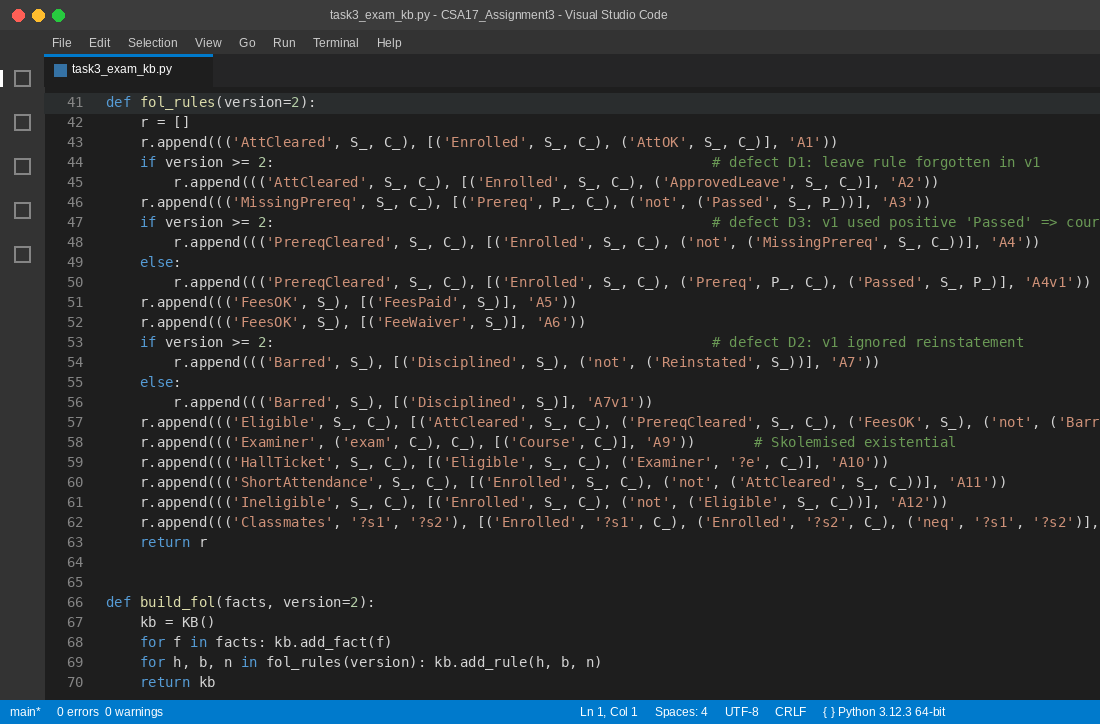 task3_exam_kb.py - CSA17_Assignment3 - Visual Studio Code
File Edit Selection View Go Run Terminal Help
task3_exam_kb.py
41 def fol_rules(version=2):
42     r = []
43     r.append((('AttCleared', S_, C_), [('Enrolled', S_, C_), ('AttOK', S_, C_)], 'A1'))
44     if version >= 2:                                                    # defect D1: leave rule forgotten in v1
45         r.append((('AttCleared', S_, C_), [('Enrolled', S_, C_), ('ApprovedLeave', S_, C_)], 'A2'))
46     r.append((('MissingPrereq', S_, C_), [('Prereq', P_, C_), ('not', ('Passed', S_, P_))], 'A3'))
47     if version >= 2:                                                    # defect D3: v1 used positive 'Passed' => cour
48         r.append((('PrereqCleared', S_, C_), [('Enrolled', S_, C_), ('not', ('MissingPrereq', S_, C_))], 'A4'))
49     else:
50         r.append((('PrereqCleared', S_, C_), [('Enrolled', S_, C_), ('Prereq', P_, C_), ('Passed', S_, P_)], 'A4v1'))
51     r.append((('FeesOK', S_), [('FeesPaid', S_)], 'A5'))
52     r.append((('FeesOK', S_), [('FeeWaiver', S_)], 'A6'))
53     if version >= 2:                                                    # defect D2: v1 ignored reinstatement
54         r.append((('Barred', S_), [('Disciplined', S_), ('not', ('Reinstated', S_))], 'A7'))
55     else:
56         r.append((('Barred', S_), [('Disciplined', S_)], 'A7v1'))
57     r.append((('Eligible', S_, C_), [('AttCleared', S_, C_), ('PrereqCleared', S_, C_), ('FeesOK', S_), ('not', ('Barr
58     r.append((('Examiner', ('exam', C_), C_), [('Course', C_)], 'A9'))       # Skolemised existential
59     r.append((('HallTicket', S_, C_), [('Eligible', S_, C_), ('Examiner', '?e', C_)], 'A10'))
60     r.append((('ShortAttendance', S_, C_), [('Enrolled', S_, C_), ('not', ('AttCleared', S_, C_))], 'A11'))
61     r.append((('Ineligible', S_, C_), [('Enrolled', S_, C_), ('not', ('Eligible', S_, C_))], 'A12'))
62     r.append((('Classmates', '?s1', '?s2'), [('Enrolled', '?s1', C_), ('Enrolled', '?s2', C_), ('neq', '?s1', '?s2')],
63     return r
64
65
66 def build_fol(facts, version=2):
67     kb = KB()
68     for f in facts: kb.add_fact(f)
69     for h, b, n in fol_rules(version): kb.add_rule(h, b, n)
70     return kb
main* 0 errors 0 warnings Ln 1, Col 1 Spaces: 4 UTF-8 CRLF { } Python 3.12.3 64-bit